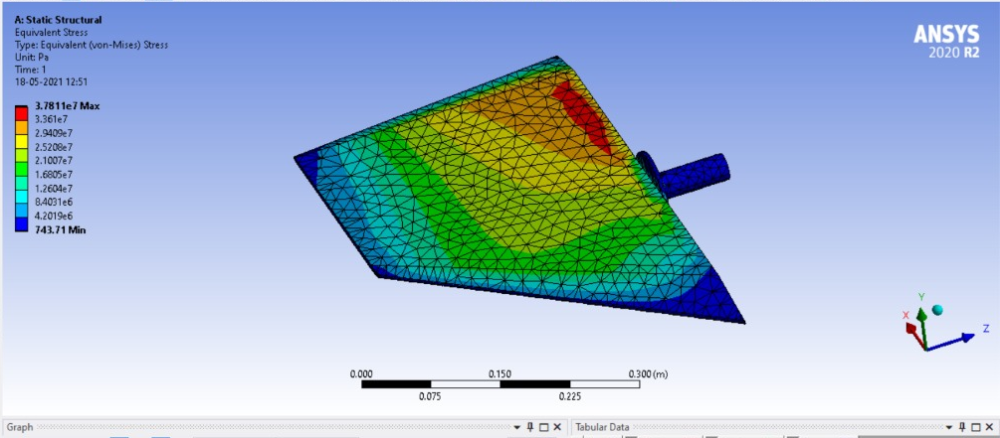 A: Static Structural
Equivalent Stress
Type: Equivalent (von-Mises) Stress
Unit: Pa
Time: 1
18-05-2021 12:51
ANSYS
2020 R2
3.7811e7 Max
3.361e7
2.9409e7
2.5208e7
2.1007e7
1.6805e7
1.2604e7
8.4031e6
4.2019e6
743.71 Min
Y
X
Z
0.000 0.150 0.300 (m)
0.075 0.225
Graph
Tabular Data